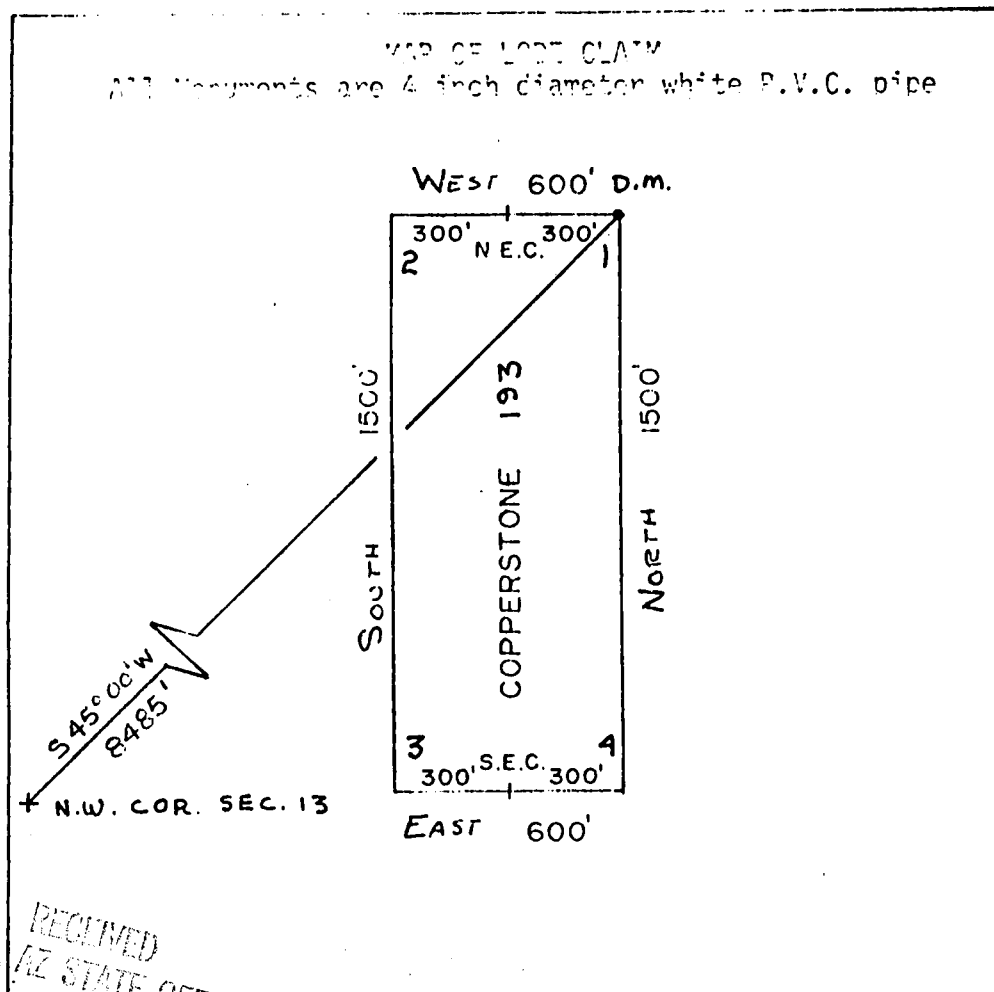 MAP OF LODE CLAIM
All Monuments are 4 inch diameter white P.V.C. pipe
WEST 600' D.M.
300' 300'
N E.C.
2 1
1500'
SOUTH
COPPERSTONE 193
1500'
NORTH
S 45° 00' W
8485'
3 4
S.E.C.
300' 300'
N.W. COR. SEC. 13
EAST 600'
RECEIVED
AZ STATE